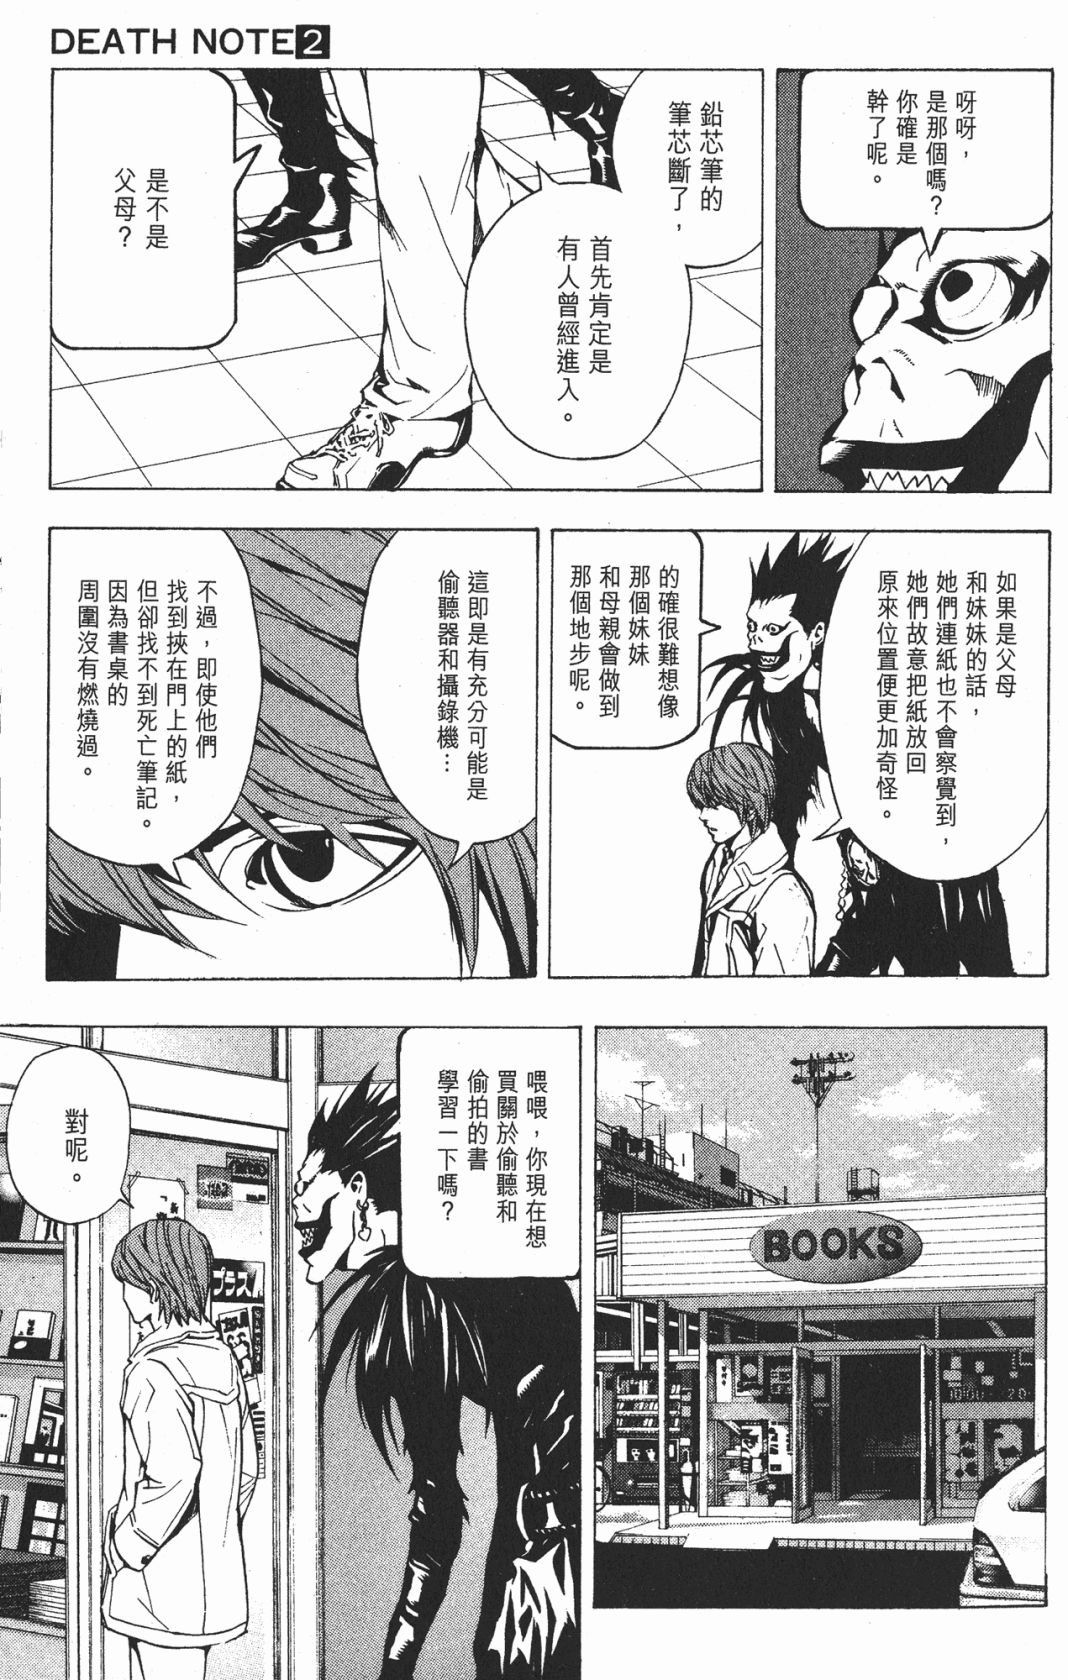 DEATH NOTE 2
呀呀，
是那個嗎？
你確是
幹了呢。
鉛芯筆的
筆芯斷了，
首先肯定是
有人曾經進入。
是不是
父母？
如果是父母
和妹妹的話，
她們連紙也不會察覺到，
她們故意把紙放回
原來位置便更加奇怪。
的確很難想像
那個妹妹
和母親會做到
那個地步呢。
這即是有充分可能是
偷聽器和攝錄機…
不過，即使他們
找到挾在門上的紙，
但卻找不到死亡筆記。
因為書桌的
周圍沒有燃燒過。
BOOKS
喂喂，你現在想
買關於偷聽和
偷拍的書
學習一下嗎？
對呢。
プラス